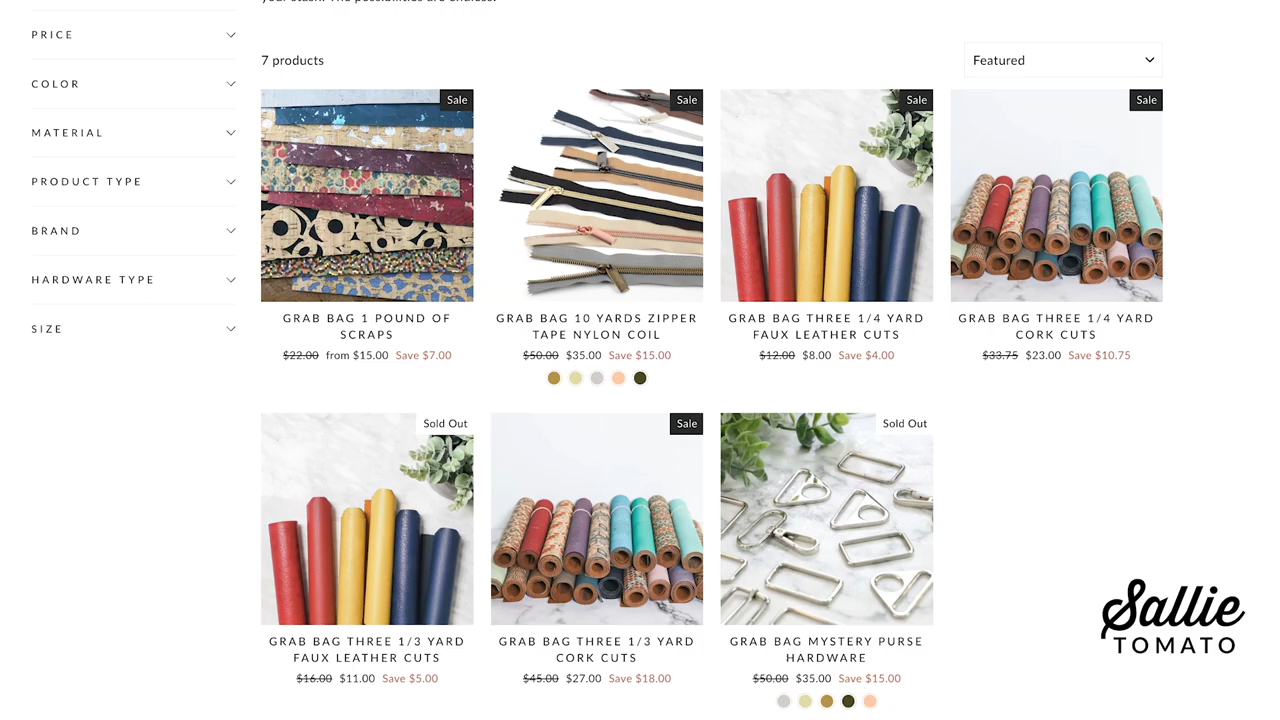 your stash. The possibilities are endless.
PRICE
COLOR
MATERIAL
PRODUCT TYPE
BRAND
HARDWARE TYPE
SIZE
7 products
Featured
Sale
Sale
Sale
Sale
GRAB BAG 1 POUND OF
SCRAPS
$22.00 from $15.00 Save $7.00
GRAB BAG 10 YARDS ZIPPER
TAPE NYLON COIL
$50.00 $35.00 Save $15.00
GRAB BAG THREE 1/4 YARD
FAUX LEATHER CUTS
$12.00 $8.00 Save $4.00
GRAB BAG THREE 1/4 YARD
CORK CUTS
$33.75 $23.00 Save $10.75
Sold Out
Sale
Sold Out
GRAB BAG THREE 1/3 YARD
FAUX LEATHER CUTS
$16.00 $11.00 Save $5.00
GRAB BAG THREE 1/3 YARD
CORK CUTS
$45.00 $27.00 Save $18.00
GRAB BAG MYSTERY PURSE
HARDWARE
$50.00 $35.00 Save $15.00
Sallie
TOMATO